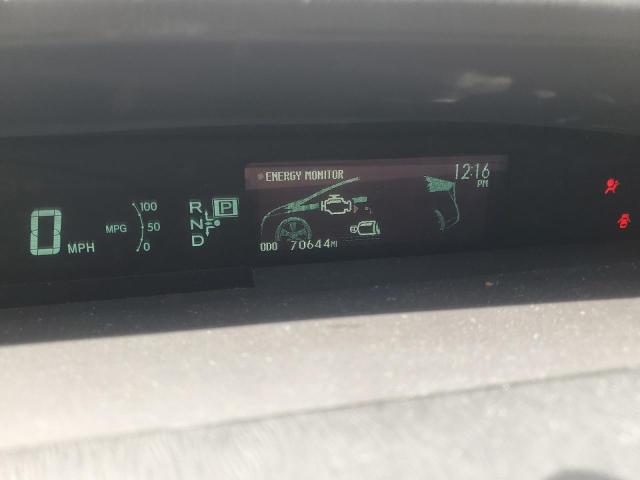 ENERGY MONITOR
12:16
PM
100
50
0
MPG
0 MPH
R
N
D
P
ODO 70644 MI